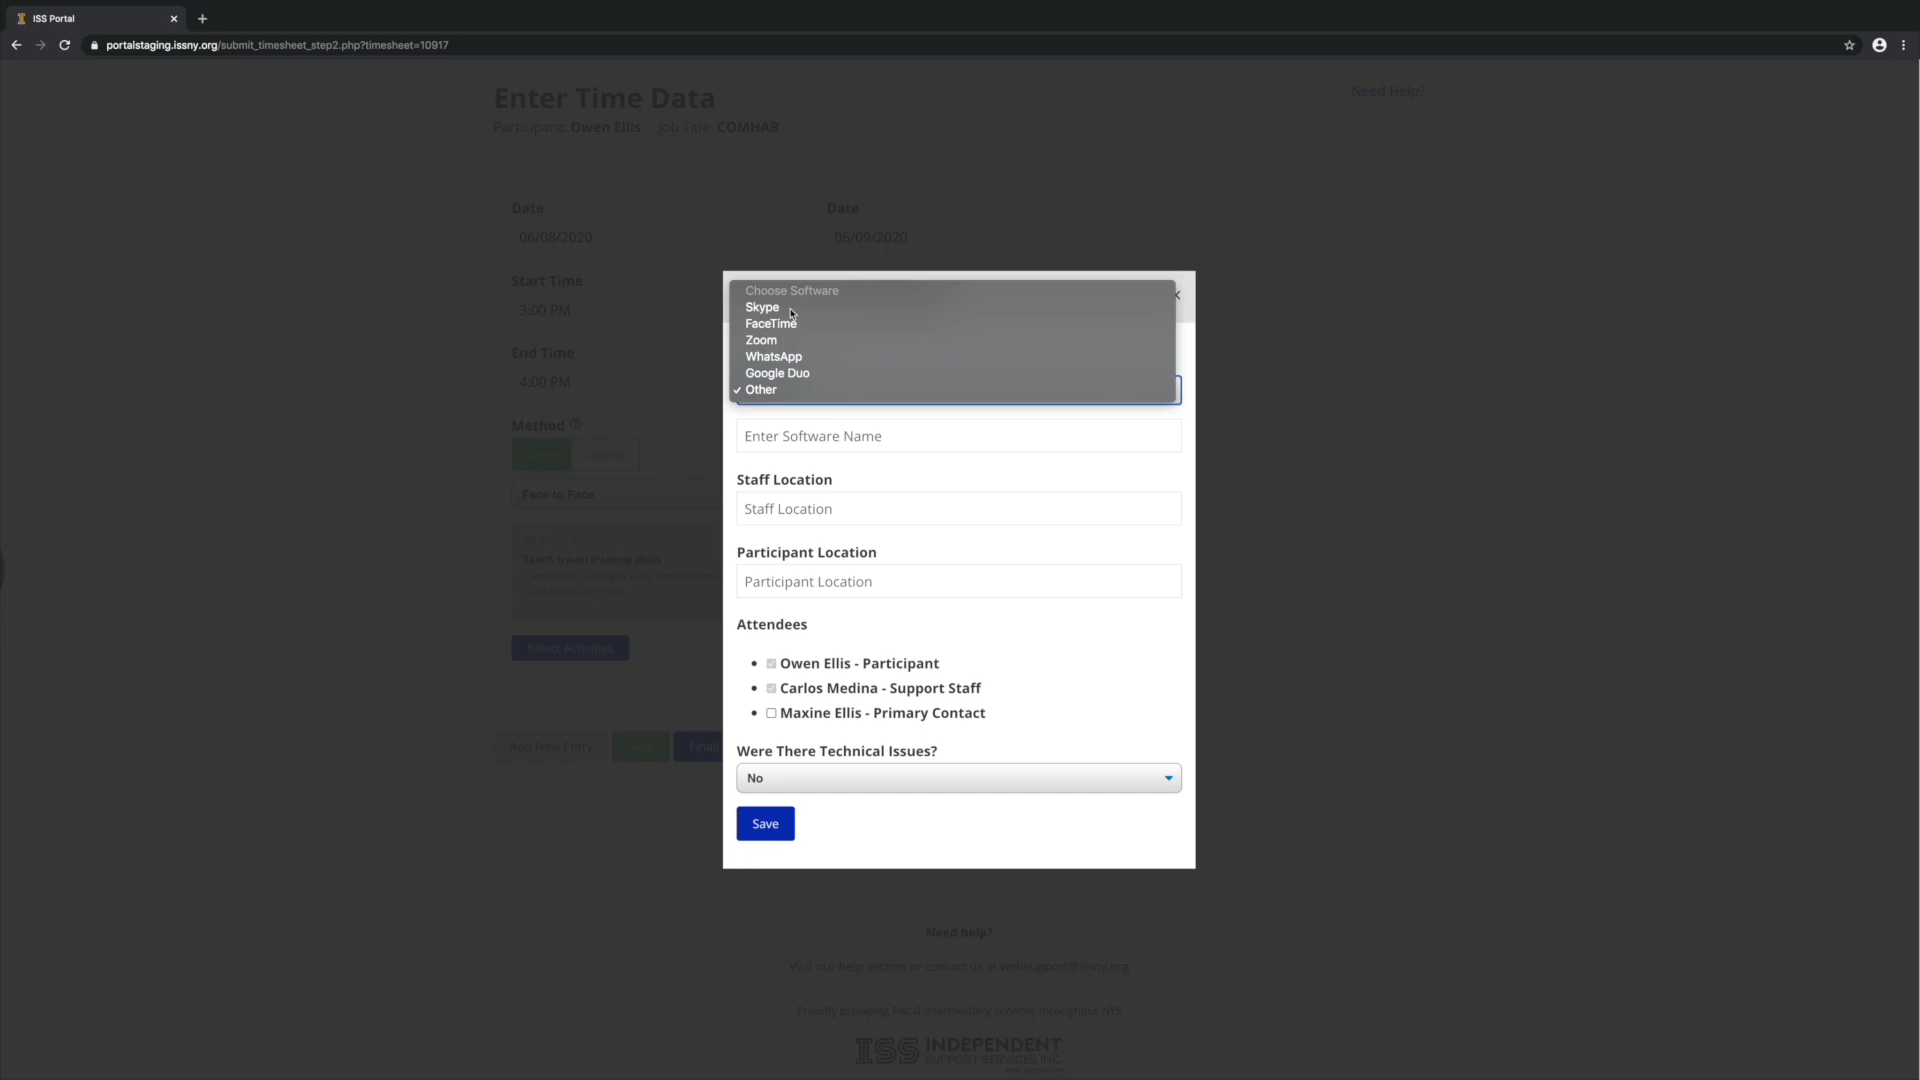 ISS Portal
portalstaging.issny.org/submit_timesheet_step2.php?timesheet=10917
Enter Time Data
Need Help?
Participant: Owen Ellis Job Title: COMHAB
Date
Date
06/08/2020
06/09/2020
Start Time
3:00 PM
End Time
4:00 PM
Method
Face to Face
Teach travel training skills
Select Activities
Add New Entry
Save
Choose Software
Skype
FaceTime
Zoom
WhatsApp
Google Duo
Other
Enter Software Name
Staff Location
Staff Location
Participant Location
Participant Location
Attendees
Owen Ellis - Participant
Carlos Medina - Support Staff
Maxine Ellis - Primary Contact
Were There Technical Issues?
No
Save
Need help?
Visit our help section or contact us at websupport@issny.org
Proudly providing Fiscal Intermediary services throughout NYS
ISS INDEPENDENT
SUPPORT SERVICES INC